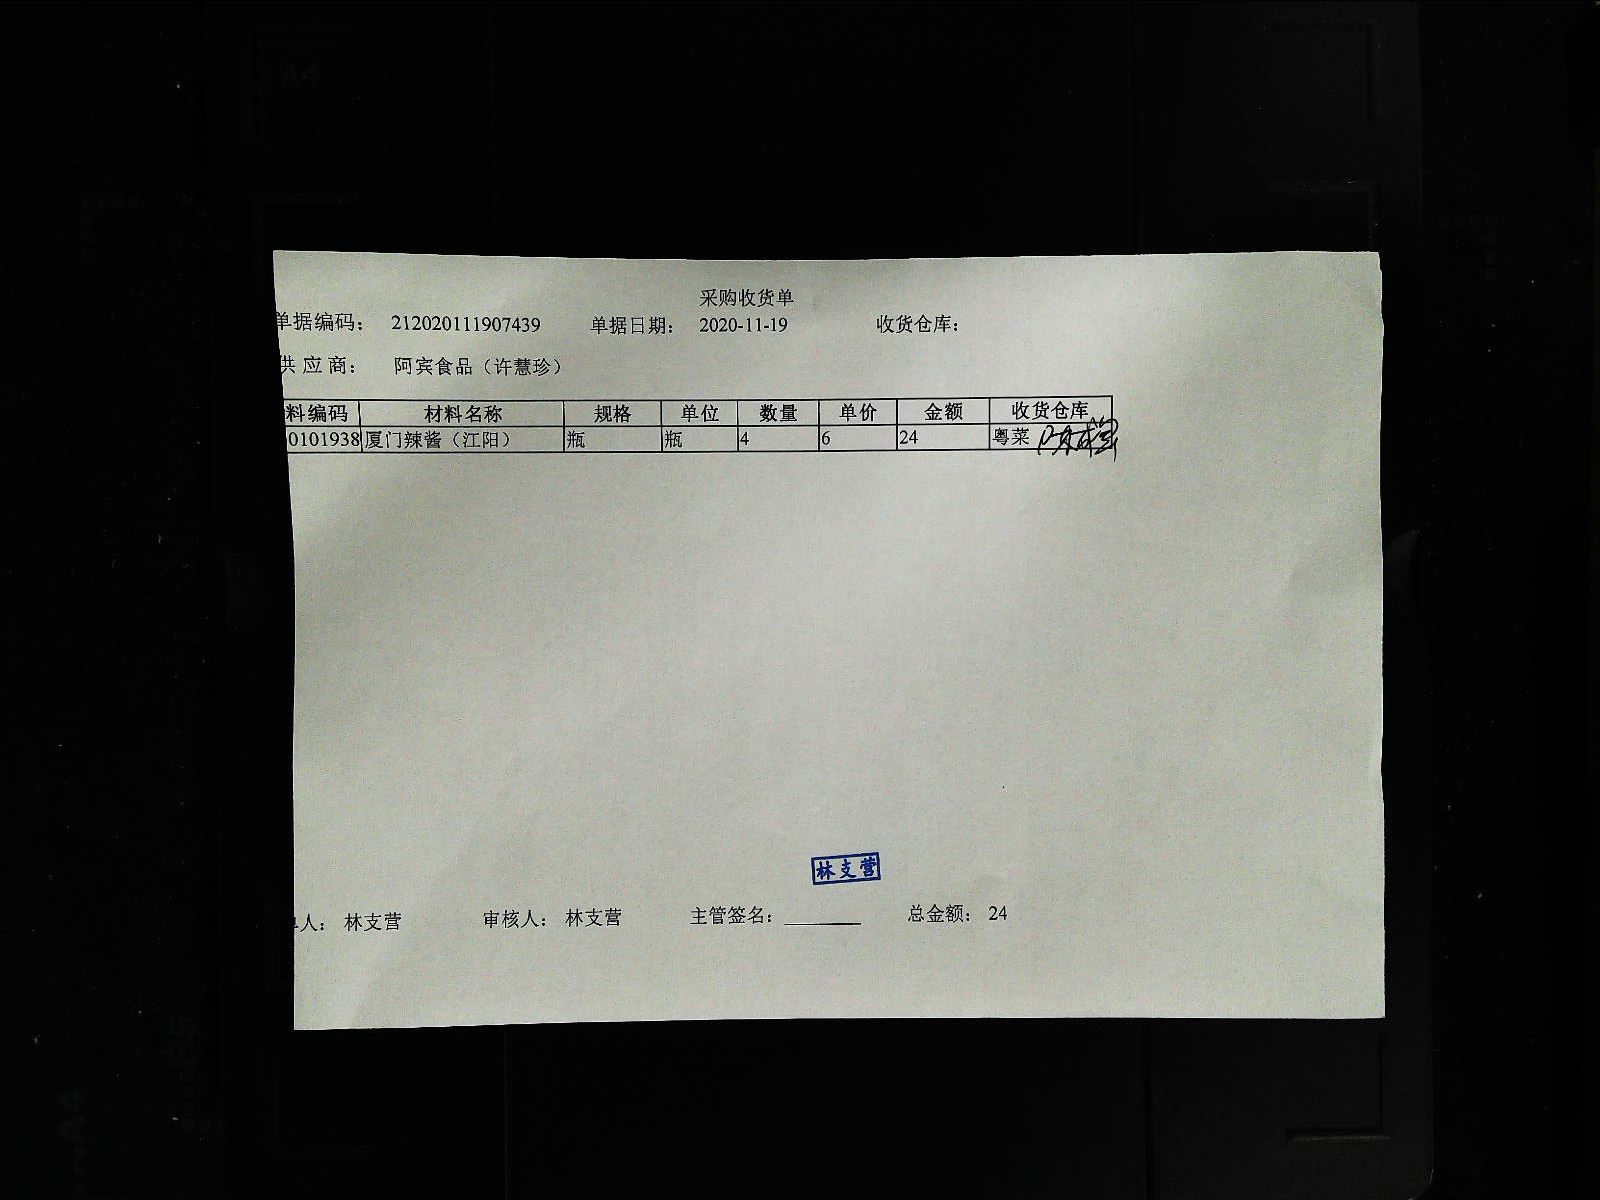 采购收货单
单据编码： 212020111907439 单据日期： 2020-11-19 收货仓库：
供 应 商： 阿宾食品（许慧珍）
料编码 材料名称 规格 单位 数量 单价 金额 收货仓库
0101938 厦门辣酱（江阳） 瓶 瓶 4 6 24 粤菜
林支营
人： 林支营 审核人： 林支营 主管签名： 总金额： 24